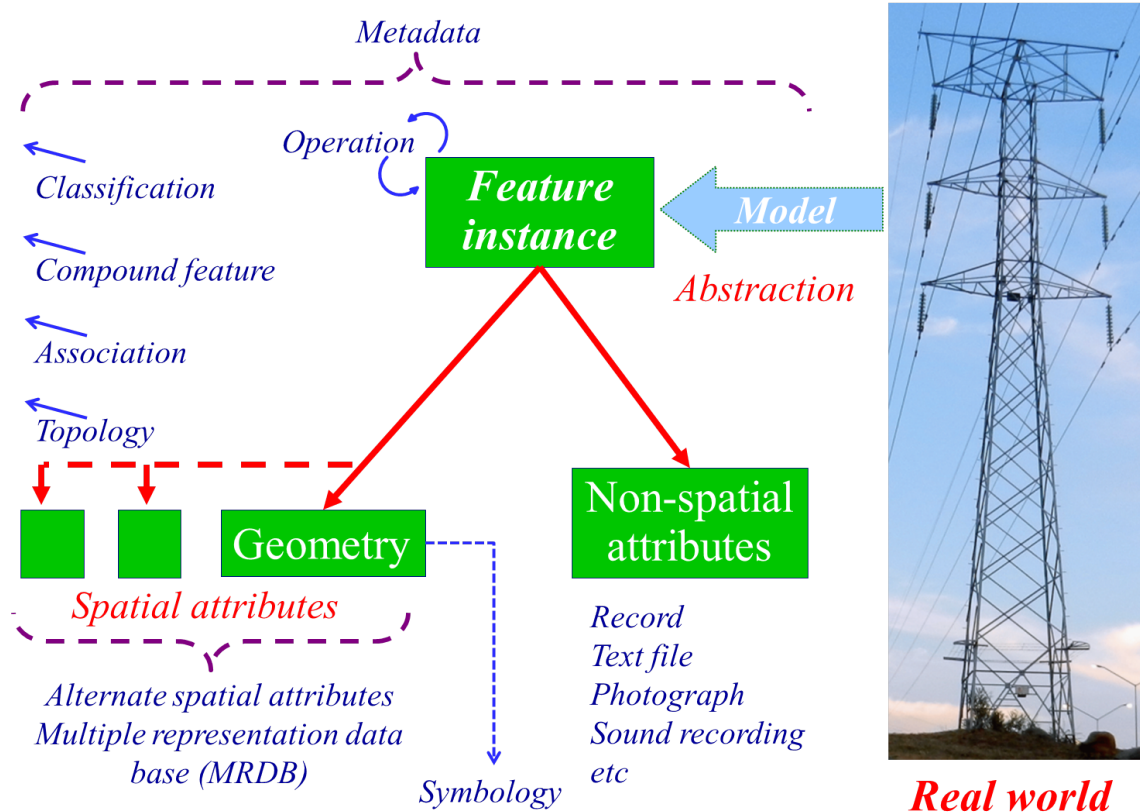 Metadata
Operation
Classification
Feature
instance
Model
Compound feature
Abstraction
Association
Topology
Geometry
Non-spatial
attributes
Spatial attributes
Record
Text file
Photograph
Sound recording
etc
Alternate spatial attributes
Multiple representation data
base (MRDB)
Symbology
Real world